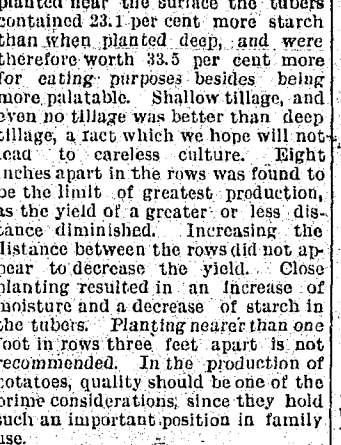 planted near the surface the tubers
contained 23.1 per cent more starch
than when planted deep, and were
therefore worth 33.5 per cent more
for eating purposes besides being
more palatable. Shallow tillage, and
even no tillage was better than deep
tillage, a fact which we hope will not
lead to careless culture. Eight
inches apart in the rows was found to
be the limit of greatest production,
as the yield of a greater or less dis-
tance diminished. Increasing the
distance between the rows did not ap-
pear to decrease the yield. Close
planting resulted in an increase of
moisture and a decrease of starch in
the tubers. Planting nearer than one
foot in rows three feet apart is not
recommended. In the production of
potatoes, quality should be one of the
prime considerations, since they hold
such an important position in family
use.